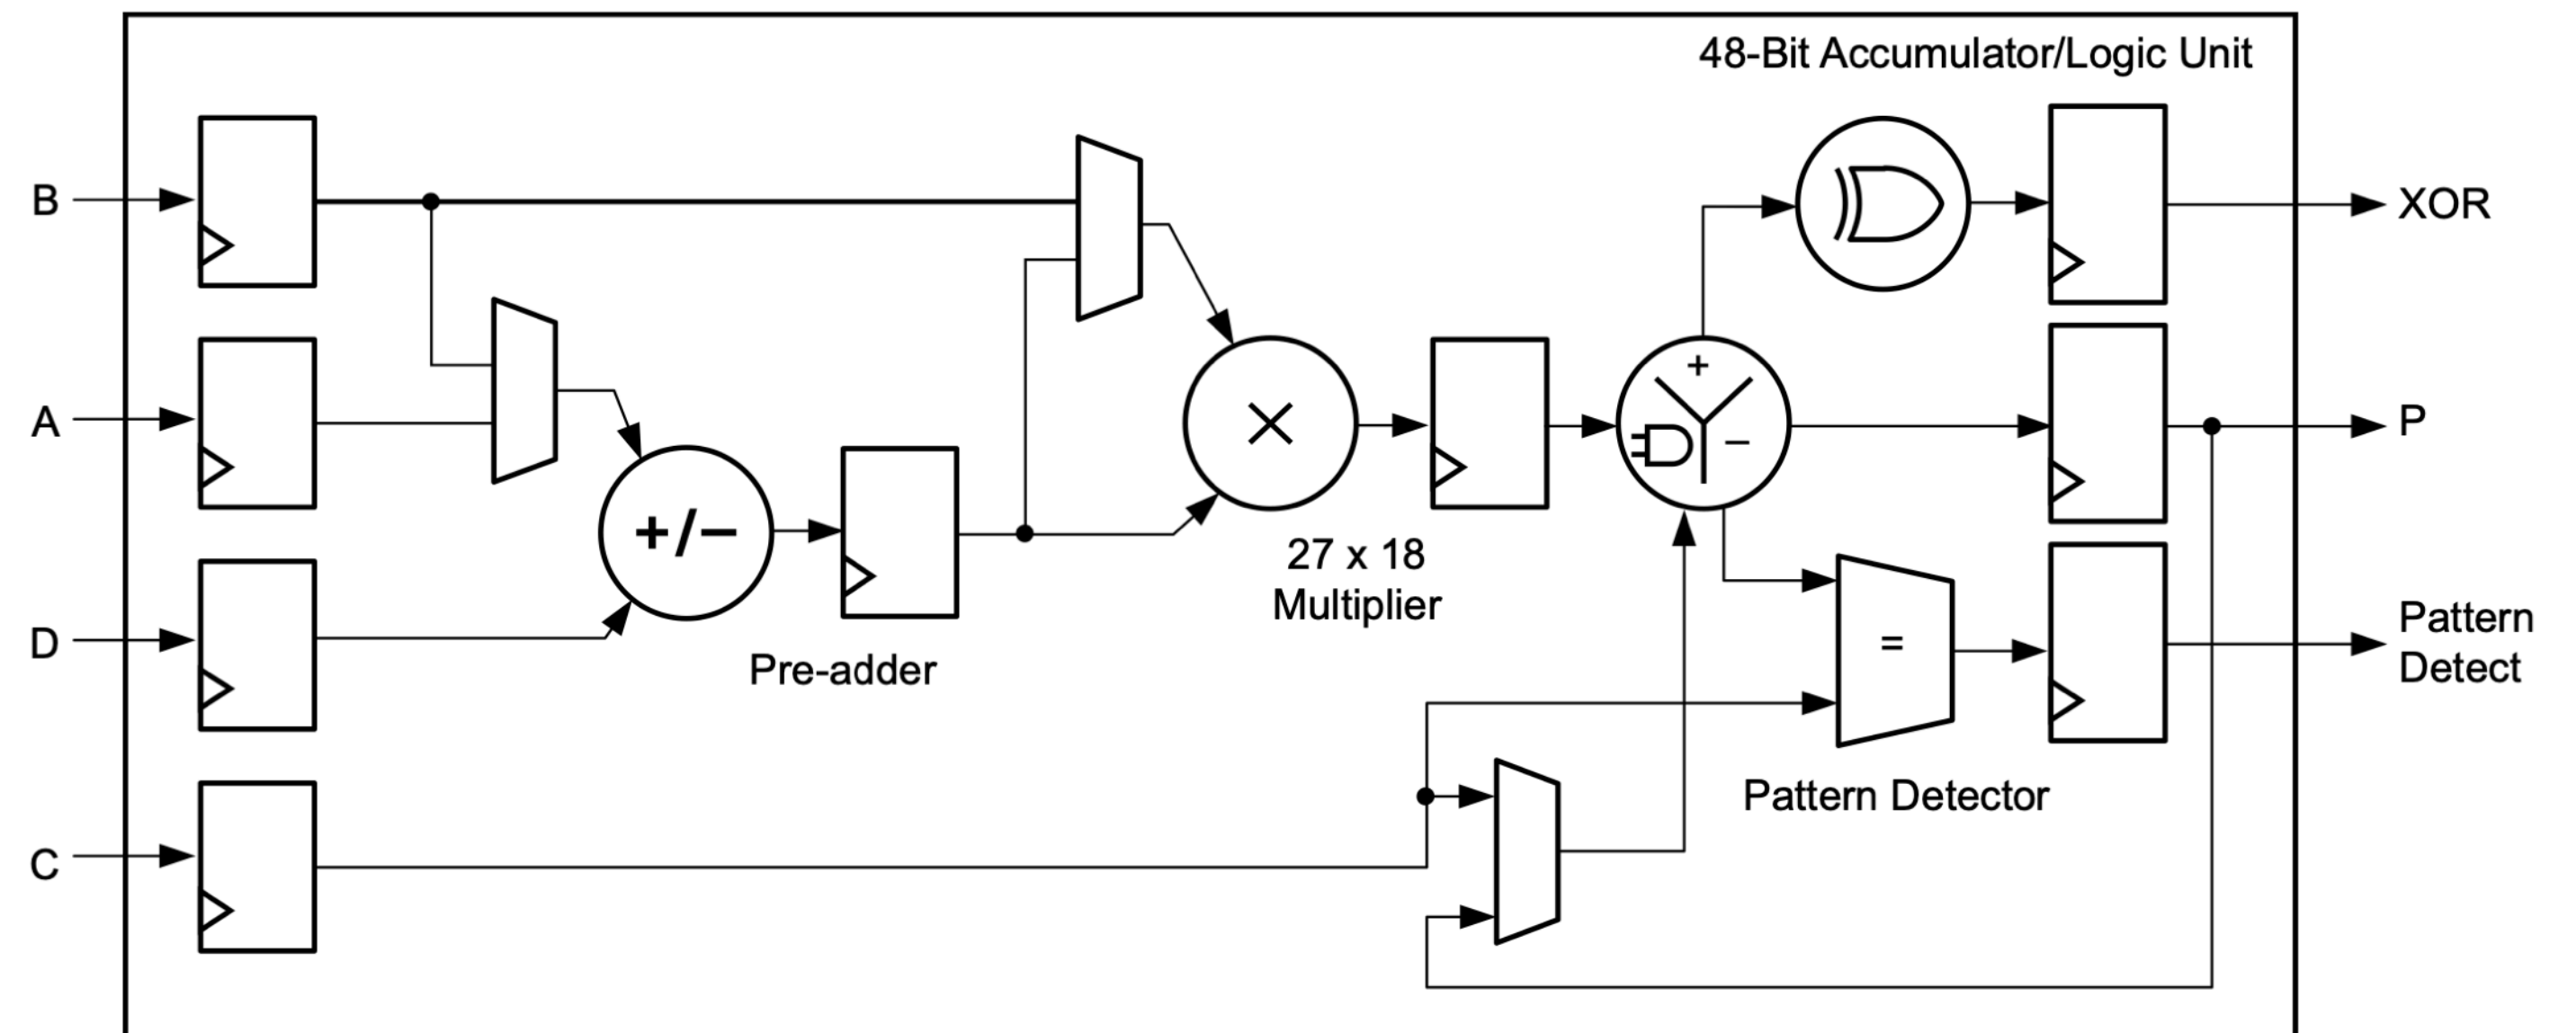 48-Bit Accumulator/Logic Unit
B
XOR
A
+
−
P
+/−
27 x 18
Multiplier
=
Pattern
Detect
D
Pre-adder
Pattern Detector
C